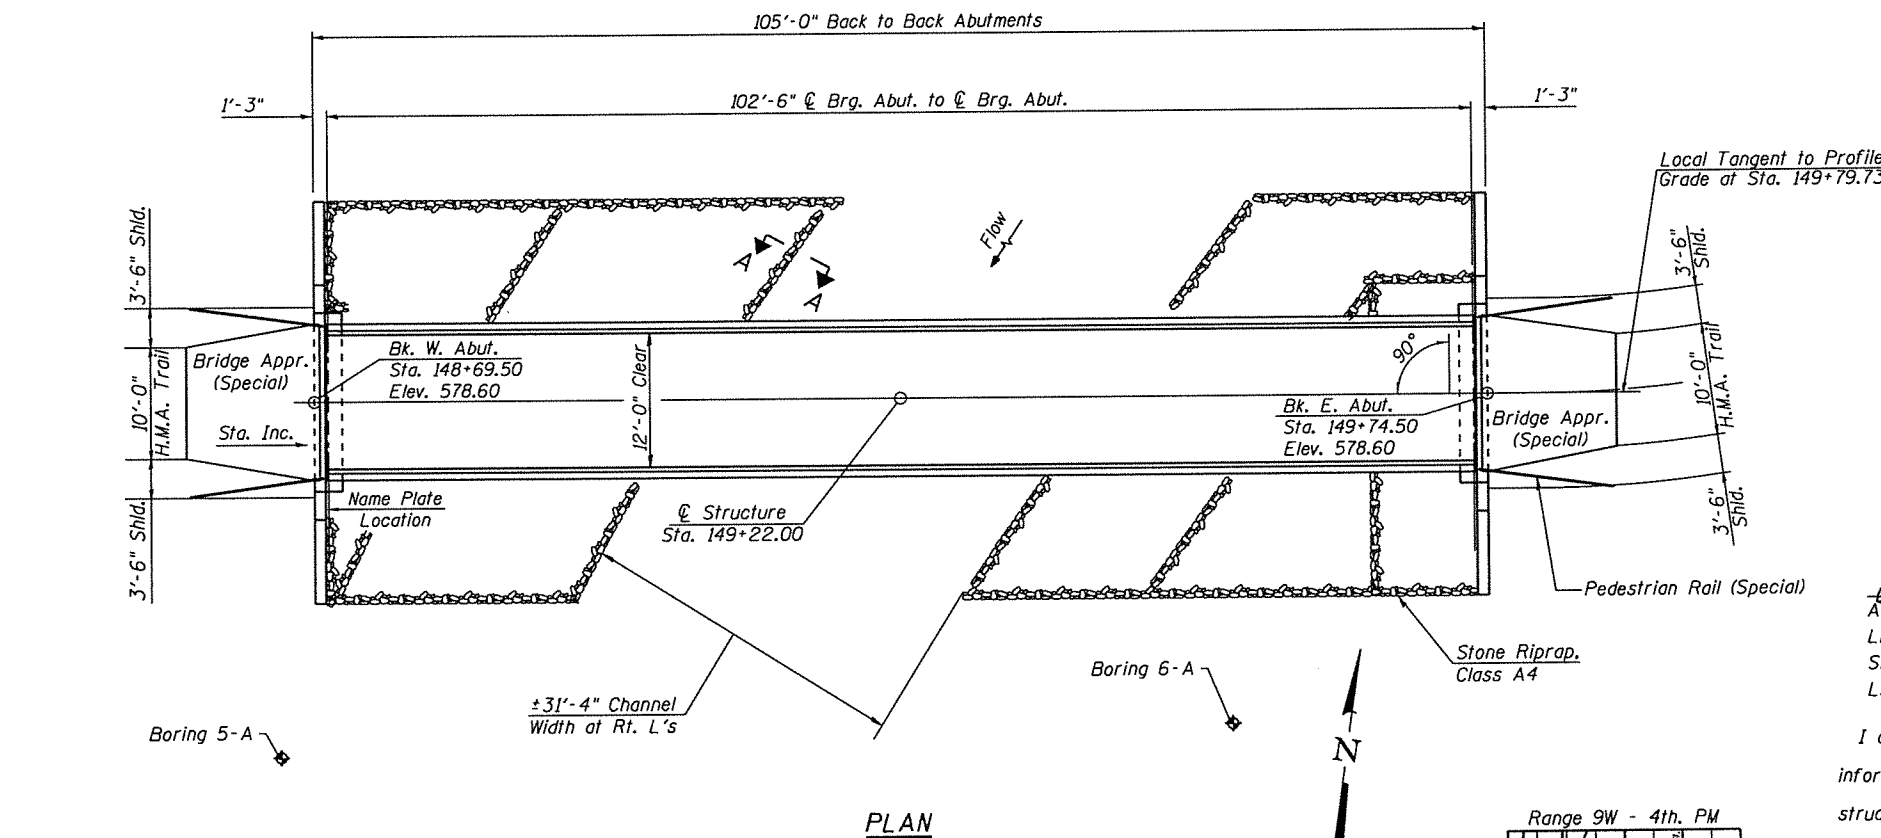 105'-0" Back to Back Abutments
1'-3"
102'-6" ℄ Brg. Abut. to ℄ Brg. Abut.
1'-3"
Local Tangent to Profile
Grade at Sta. 149+79.73
Flow
A
A
3'-6" Shld.
10'-0"
H.M.A. Trail
3'-6" Shld.
Bridge Appr.
(Special)
Sta. Inc.
Bk. W. Abut.
Sta. 148+69.50
Elev. 578.60
12'-0" Clear
90°
Bk. E. Abut.
Sta. 149+74.50
Elev. 578.60
Bridge Appr.
(Special)
3'-6"
Shld.
10'-0"
H.M.A. Trail
3'-6"
Shld.
Name Plate
Location
℄ Structure
Sta. 149+22.00
Pedestrian Rail (Special)
Stone Riprap.
Class A4
±31'-4" Channel
Width at Rt. L's
Boring 6-A
Boring 5-A
N
PLAN
Range 9W - 4th. PM
I